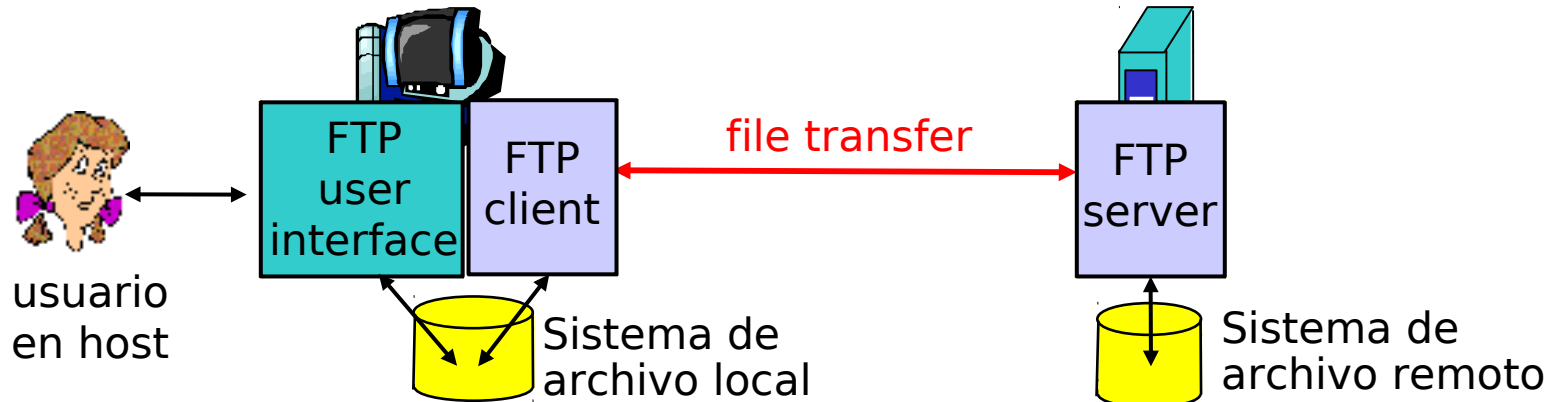 usuario
en host
FTP
user
interface
FTP
client
file transfer
FTP
server
Sistema de
archivo local
Sistema de
archivo remoto